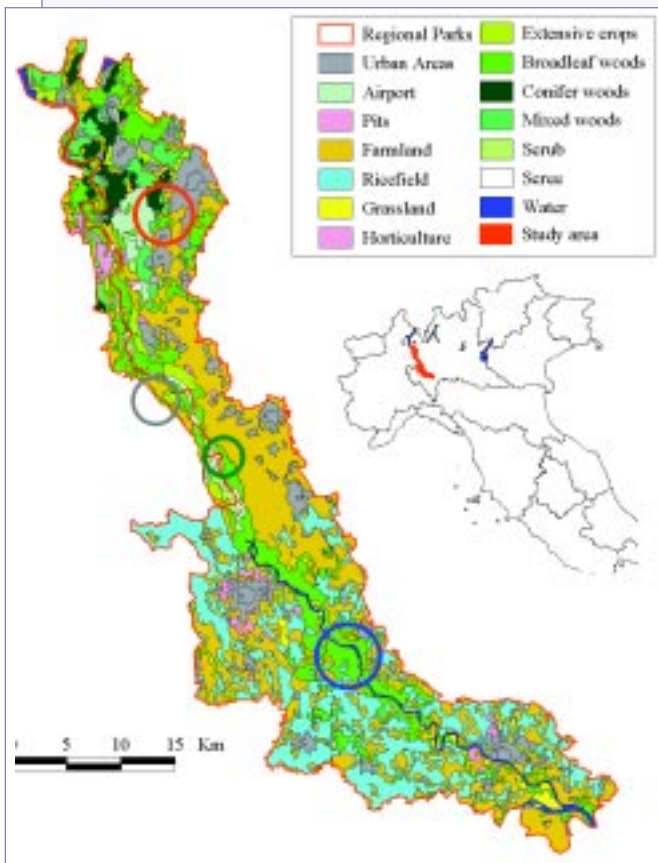 Regional Parks
Urban Areas
Airport
Pits
Farmland
Ricefield
Grassland
Horticulture
Extensive crops
Broadleaf woods
Conifer woods
Mixed woods
Scrub
Scree
Water
Study area
0 5 10 15 Km